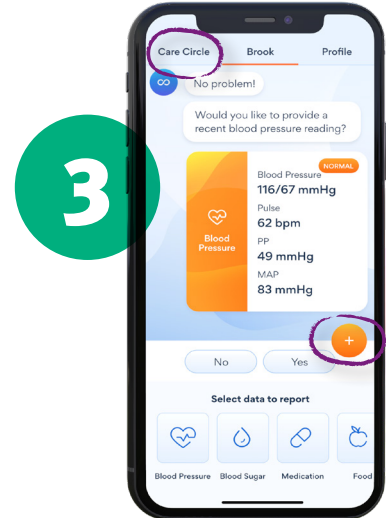 3
Care Circle Brook Profile
No problem!
Would you like to provide a
recent blood pressure reading?
NORMAL
Blood Pressure
116/67 mmHg
Pulse
62 bpm
PP
49 mmHg
MAP
83 mmHg
Blood
Pressure
+
No Yes
Select data to report
Blood Pressure Blood Sugar Medication Food